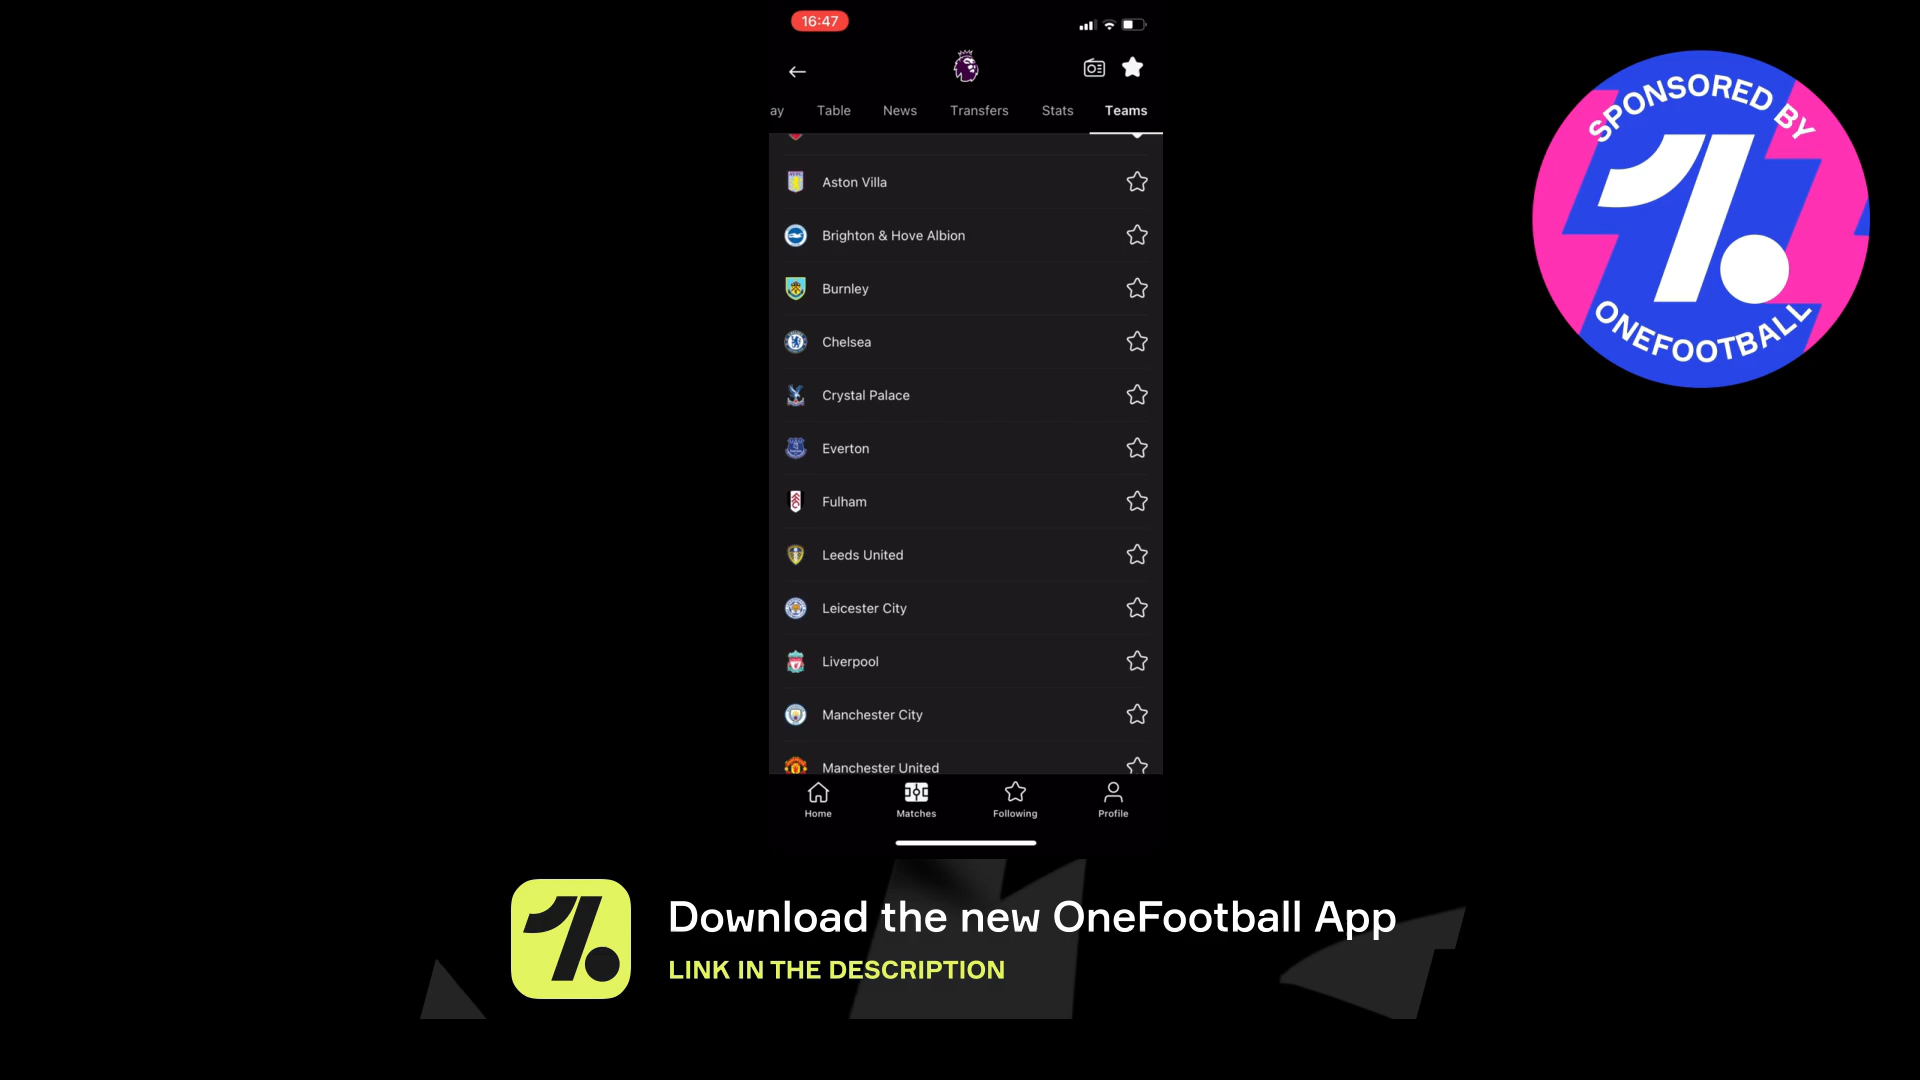 16:47
ay Table News Transfers Stats Teams
Aston Villa
Brighton & Hove Albion
Burnley
Chelsea
Crystal Palace
Everton
Fulham
Leeds United
Leicester City
Liverpool
Manchester City
Manchester United
Home Matches Following Profile
SPONSORED BY
ONEFOOTBALL
Download the new OneFootball App
LINK IN THE DESCRIPTION